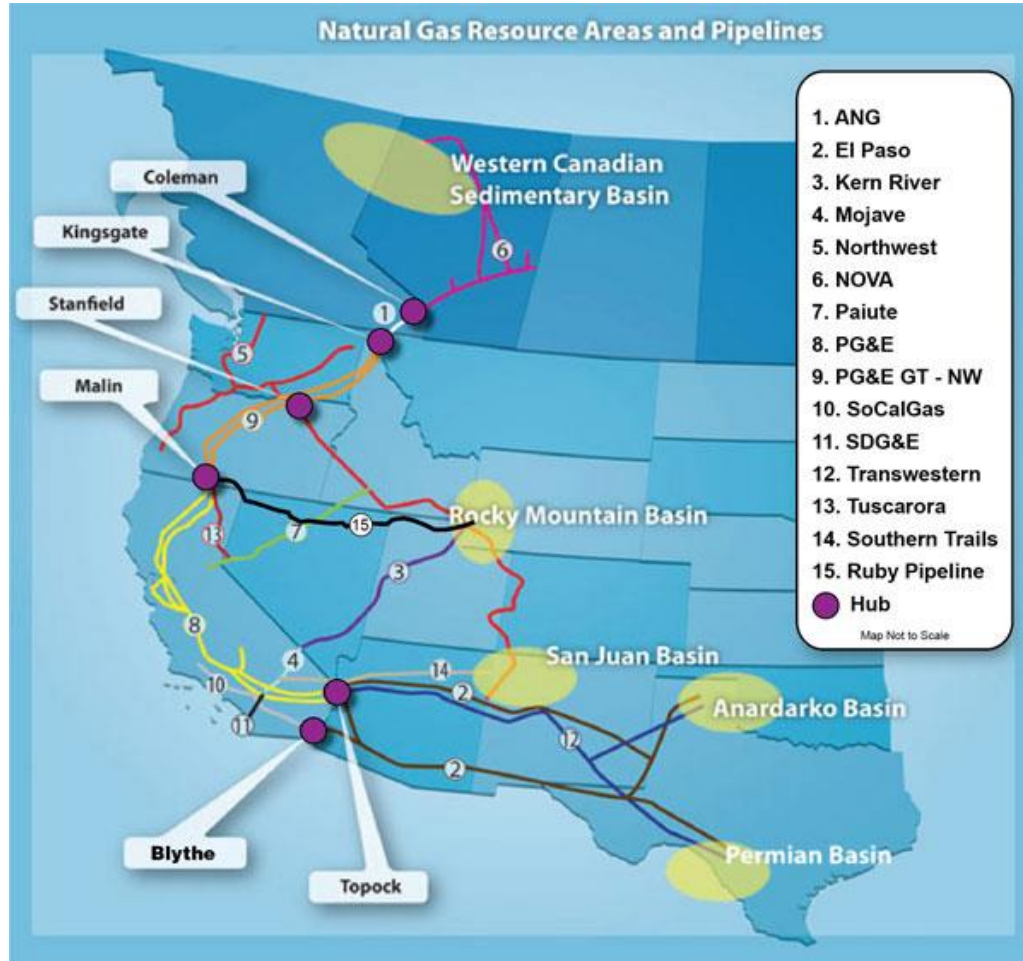 Natural Gas Resource Areas and Pipelines
1. ANG
2. El Paso
3. Kern River
4. Mojave
5. Northwest
6. NOVA
7. Paiute
8. PG&E
9. PG&E GT - NW
10. SoCalGas
11. SDG&E
12. Transwestern
13. Tuscarora
14. Southern Trails
15. Ruby Pipeline
Hub
Map Not to Scale
Western Canadian
Sedimentary Basin
Coleman
Kingsgate
Stanfield
Malin
6
1
5
9
Rocky Mountain Basin
13
7
15
3
8
4
14
San Juan Basin
10
2
Anardarko Basin
11
12
2
Blythe
Topock
Permian Basin